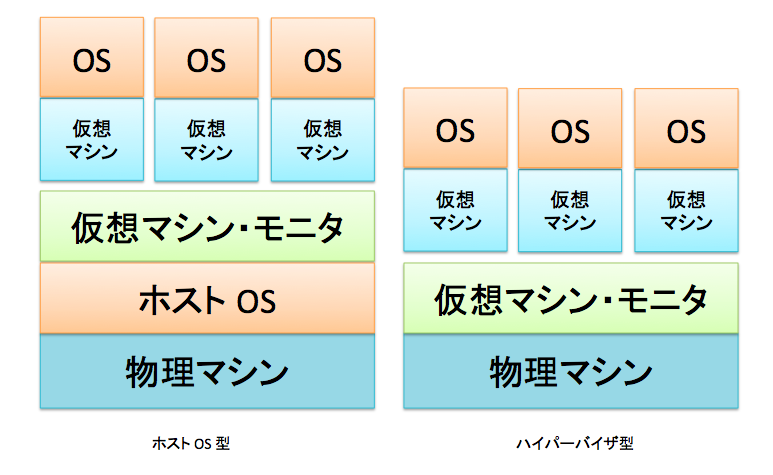 OS
OS
OS
仮想
マシン
仮想
マシン
仮想
マシン
仮想マシン・モニタ
ホスト OS
物理マシン
ホスト OS 型
OS
OS
OS
仮想
マシン
仮想
マシン
仮想
マシン
仮想マシン・モニタ
物理マシン
ハイパーバイザ型